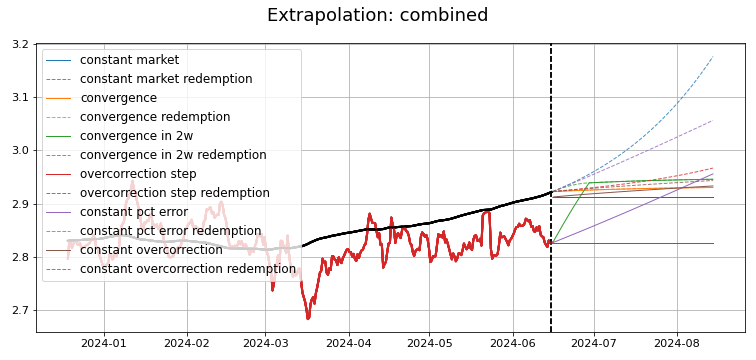 Extrapolation: combined
3.2
3.1
3.0
2.9
2.8
2.7
constant market
constant market redemption
convergence
convergence redemption
convergence in 2w
convergence in 2w redemption
overcorrection step
overcorrection step redemption
constant pct error
constant pct error redemption
constant overcorrection
constant overcorrection redemption
2024-01 2024-02 2024-03 2024-04 2024-05 2024-06 2024-07 2024-08